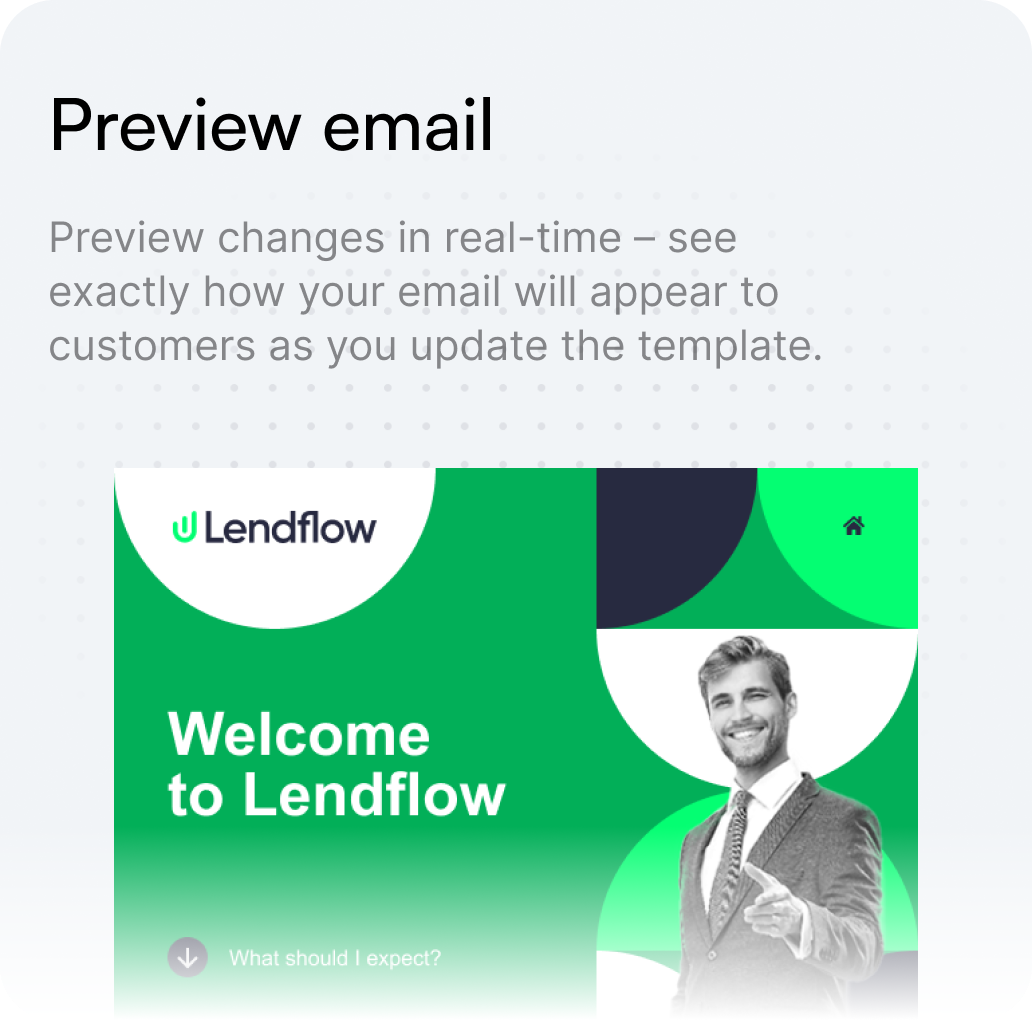 Preview email
Preview changes in real-time – see
exactly how your email will appear to
customers as you update the template.
Lendflow
Welcome
to Lendflow
What should I expect?